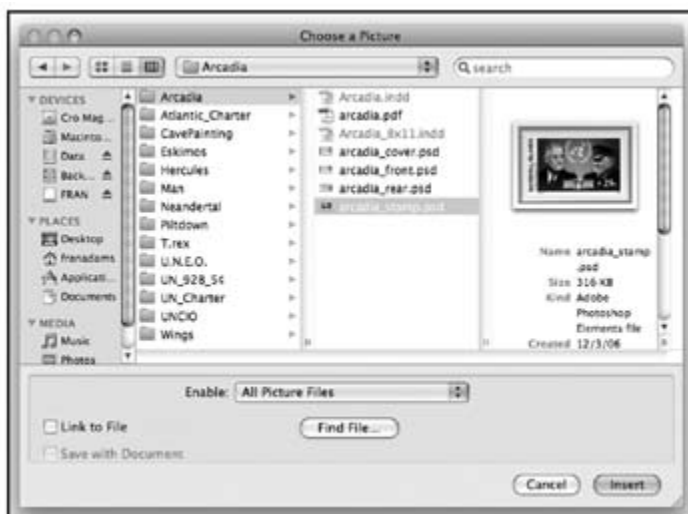 Choose a Picture
Arcadia
search
DEVICES
Cro Mag...
Macinto...
Data
Back...
FRAN
PLACES
Desktop
franadams
Applicati...
Documents
MEDIA
Music
Photos
Arcadia
Atlantic_Charter
CavePainting
Eskimos
Hercules
Man
Neandertal
Piltdown
T.rex
U.N.E.O.
UN_928_5¢
UN_Charter
UNCIO
Wings
Arcadia.indd
arcadia.pdf
Arcadia_8x11.indd
arcadia_cover.psd
arcadia_front.psd
arcadia_rear.psd
arcadia_stamp.psd
Name arcadia_stamp
.psd
Size 316 KB
Kind Adobe
Photoshop
Elements file
Created 12/3/06
Enable: All Picture Files
Link to File
Find File...
Save with Document
Cancel
Insert